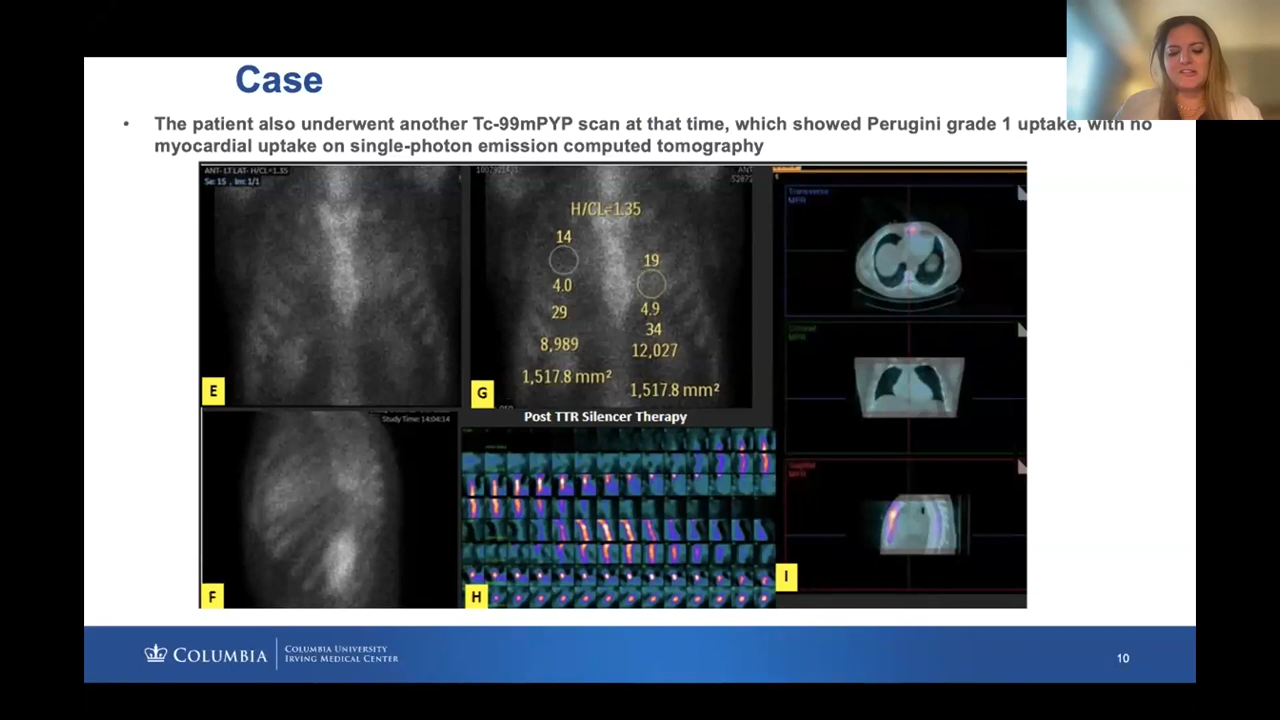 Case
• The patient also underwent another Tc-99mPYP scan at that time, which showed Perugini grade 1 uptake, with no
myocardial uptake on single-photon emission computed tomography
ANT- LT LAT- H/CL=1.35
Se: 15 , Im: 1/1
E
ANT
H/CL=1.35
14
19
4.0
4.9
29
34
8,989
12,027
1,517.8 mm²
1,517.8 mm²
G
Post TTR Silencer Therapy
Study Time: 14:04:14
F
H
Transverse
MPR
MPR
Sagittal
MPR
I
COLUMBIA
COLUMBIA UNIVERSITY
IRVING MEDICAL CENTER
10